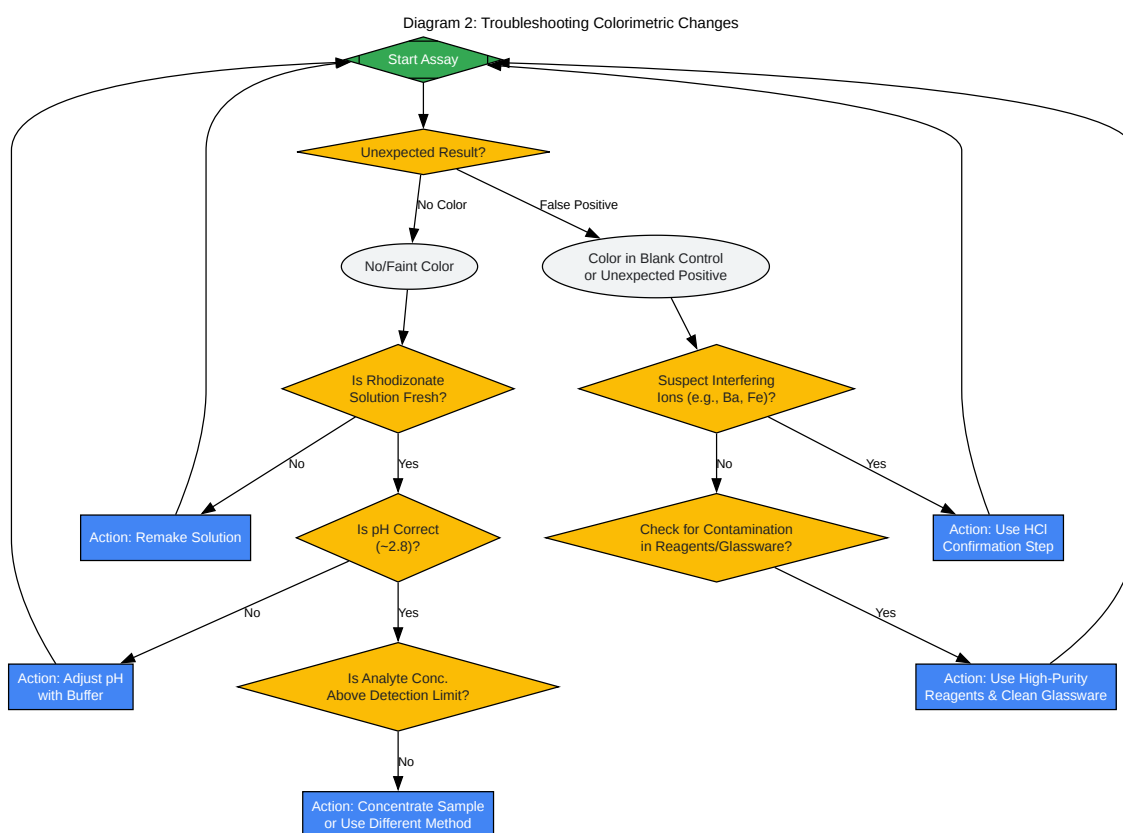 Diagram 2: Troubleshooting Colorimetric Changes
Start Assay
Unexpected Result?
No Color
False Positive
No/Faint Color
Color in Blank Control
or Unexpected Positive
Is Rhodizonate
Solution Fresh?
Suspect Interfering
Ions (e.g., Ba, Fe)?
No
Yes
No
Yes
Action: Remake Solution
Is pH Correct
(~2.8)?
Check for Contamination
in Reagents/Glassware?
Action: Use HCl
Confirmation Step
No
Yes
Yes
Action: Adjust pH
with Buffer
Is Analyte Conc.
Above Detection Limit?
Action: Use High-Purity
Reagents & Clean Glassware
No
Action: Concentrate Sample
or Use Different Method